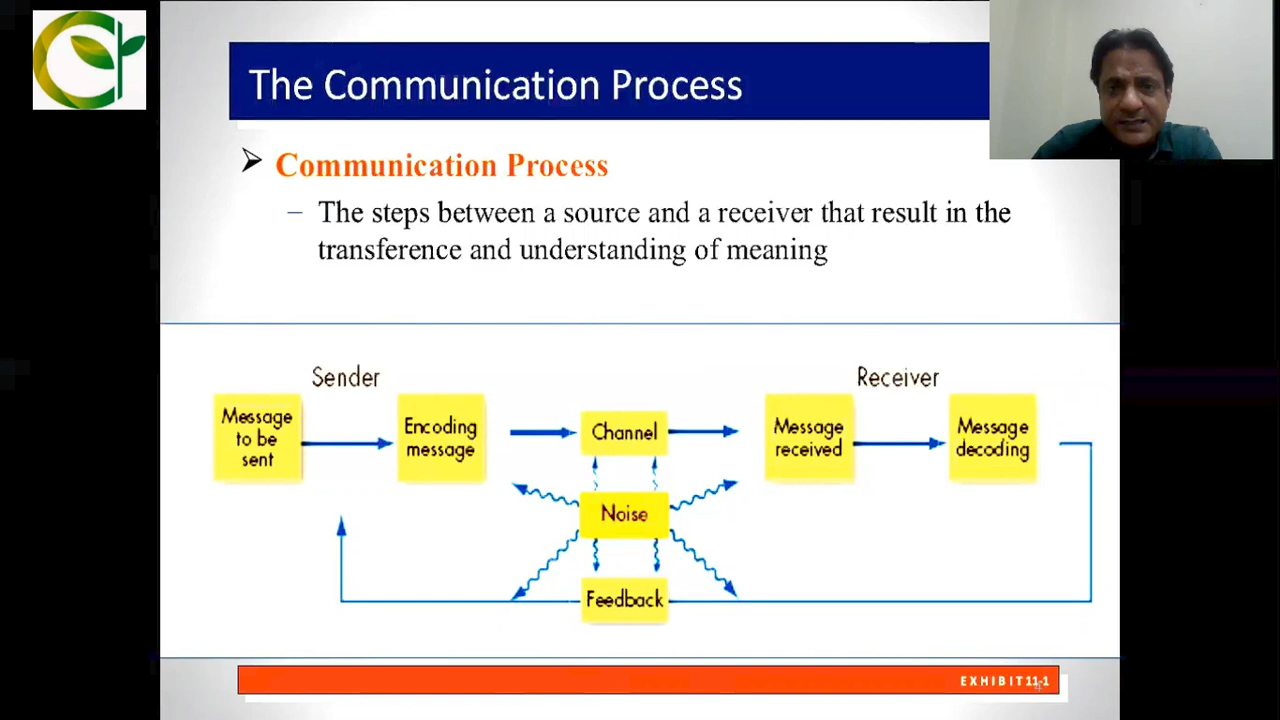 The Communication Process
Communication Process
– The steps between a source and a receiver that result in the
transference and understanding of meaning
Sender
Receiver
Message
to be
sent
Encoding
message
Channel
Message
received
Message
decoding
Noise
Feedback
EXHIBIT 11-1
4